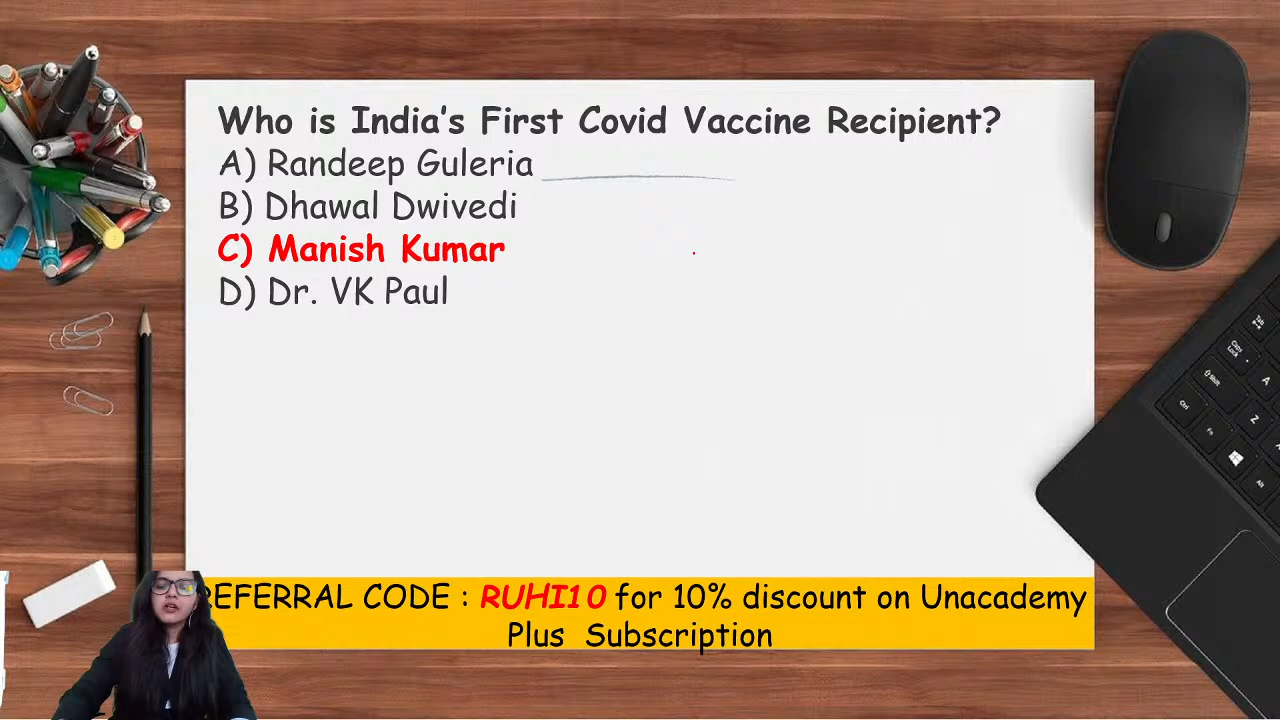 Who is India's First Covid Vaccine Recipient?
A) Randeep Guleria
B) Dhawal Dwivedi
C) Manish Kumar
D) Dr. VK Paul
REFERRAL CODE : RUHI10 for 10% discount on Unacademy
Plus Subscription